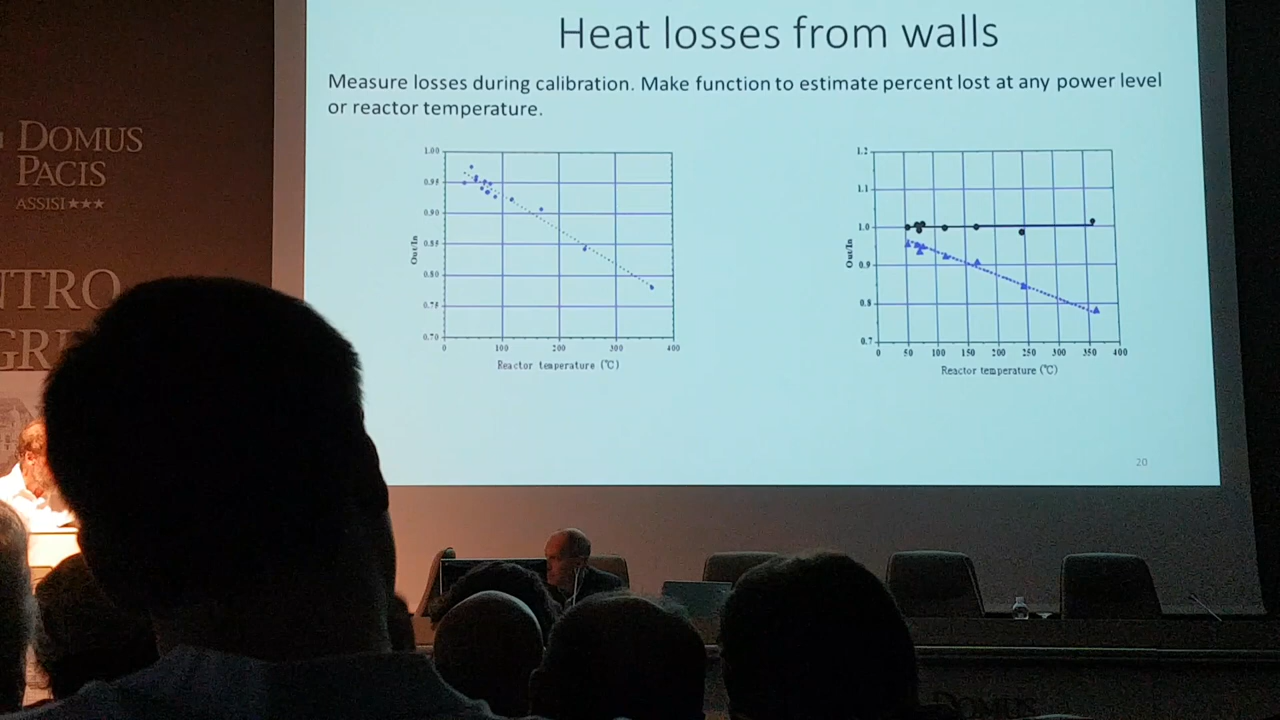 Heat losses from walls
Measure losses during calibration. Make function to estimate percent lost at any power level
or reactor temperature.
DOMUS
PACIS
ASSISI★★★
NTRO
GR
1.00
0.95
0.90
0.85
0.80
0.75
0.70
Out/In
0 100 200 300 400
Reactor temperature (℃)
1.2
1.1
1.0
0.9
0.8
0.7
Out/In
0 50 100 150 200 250 300 350 400
Reactor temperature (℃)
20
DOMUS